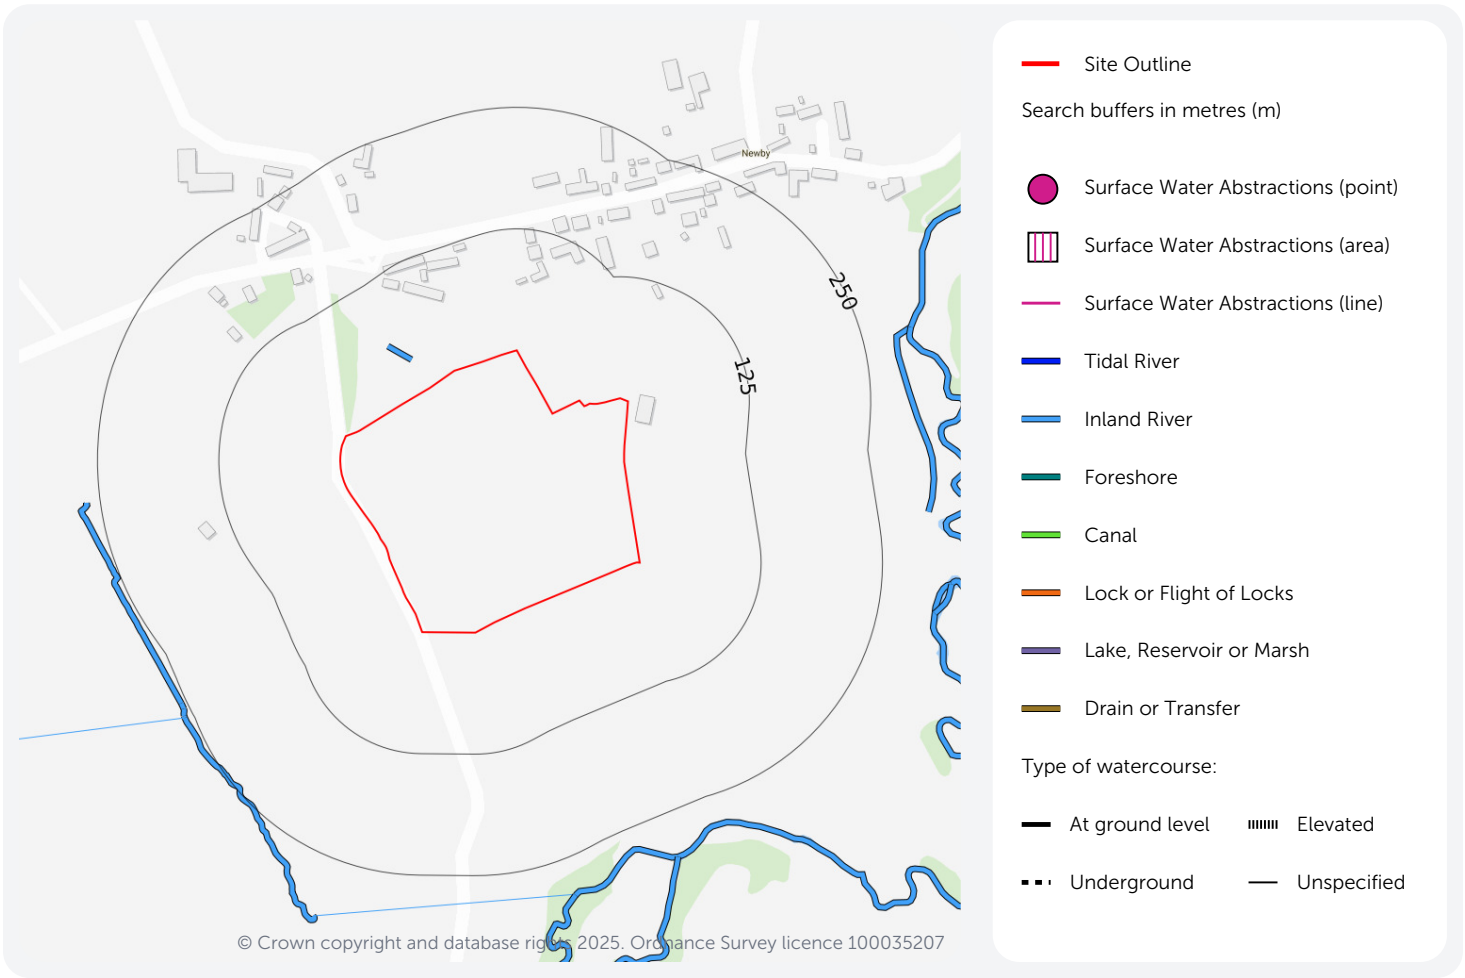 Newby
250
125
© Crown copyright and database rights 2025. Ordnance Survey licence 100035207
Site Outline
Search buffers in metres (m)
Surface Water Abstractions (point)
Surface Water Abstractions (area)
Surface Water Abstractions (line)
Tidal River
Inland River
Foreshore
Canal
Lock or Flight of Locks
Lake, Reservoir or Marsh
Drain or Transfer
Type of watercourse:
At ground level Elevated
Underground Unspecified